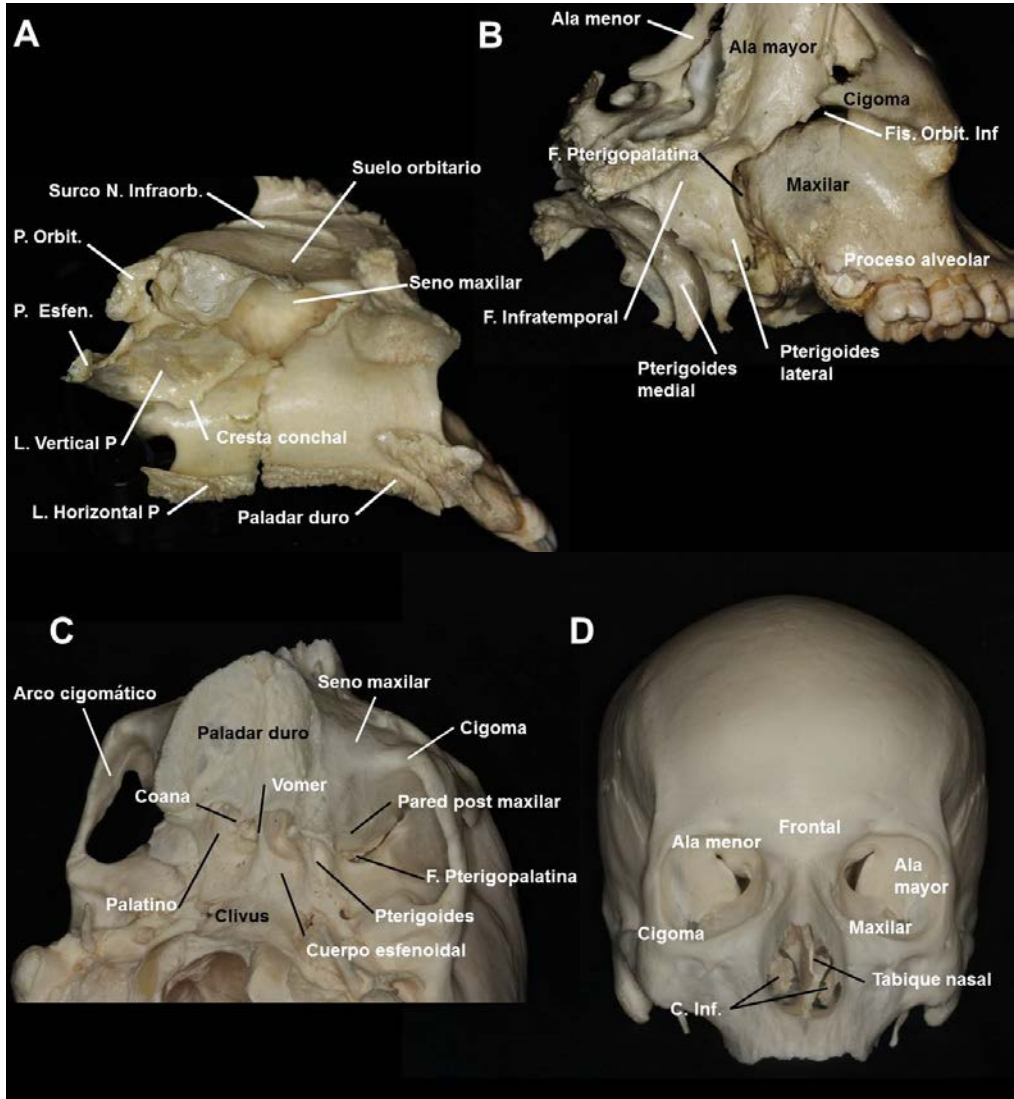 A
Surco N. Infraorb.
Suelo orbitario
P. Orbit.
Seno maxilar
P. Esfen.
L. Vertical P
Cresta conchal
L. Horizontal P
Paladar duro
B
Ala menor
Ala mayor
Cigoma
Fis. Orbit. Inf
F. Pterigopalatina
Maxilar
Proceso alveolar
F. Infratemporal
Pterigoides
lateral
Pterigoides
medial
C
Seno maxilar
Arco cigomático
Paladar duro
Cigoma
Vomer
Coana
Pared post maxilar
F. Pterigopalatina
Palatino
Pterigoides
Clivus
Cuerpo esfenoidal
D
Frontal
Ala menor
Ala
mayor
Cigoma
Maxilar
Tabique nasal
C. Inf.